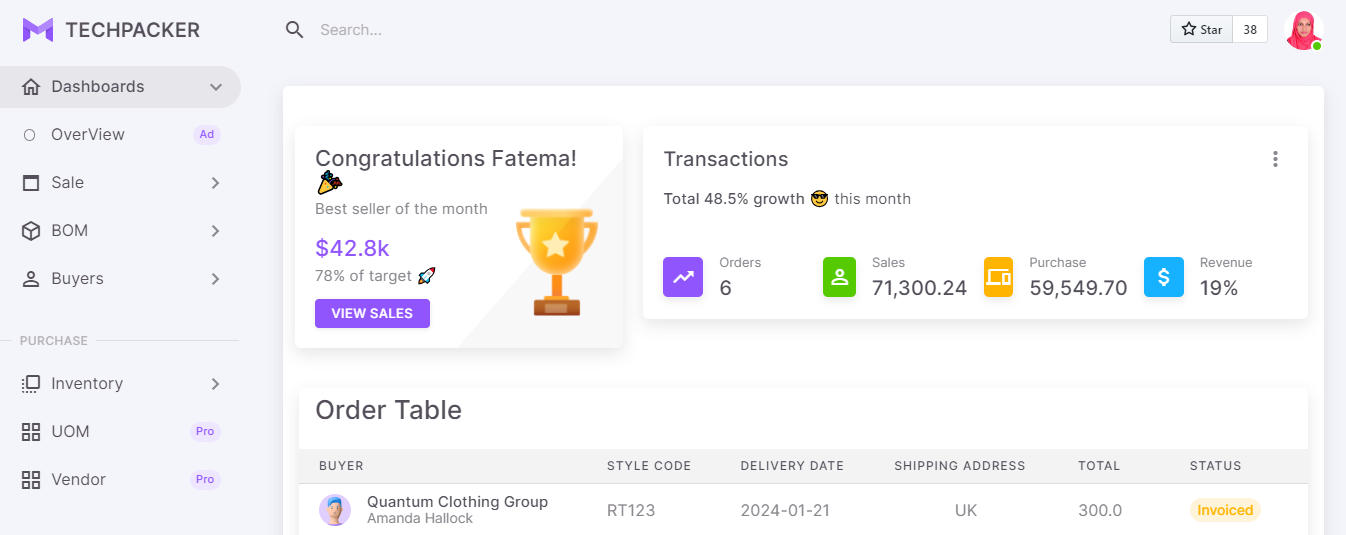 TECHPACKER
Search...
Star 38
Dashboards
OverView Ad
Sale
BOM
Buyers
PURCHASE
Inventory
UOM Pro
Vendor Pro
Congratulations Fatema!
🎉
Best seller of the month
$42.8k
78% of target 🚀
VIEW SALES
Transactions
Total 48.5% growth 😎 this month
Orders
6
Sales
71,300.24
Purchase
59,549.70
Revenue
19%
Order Table
BUYER STYLE CODE DELIVERY DATE SHIPPING ADDRESS TOTAL STATUS
Quantum Clothing Group
Amanda Hallock
RT123 2024-01-21 UK 300.0 Invoiced